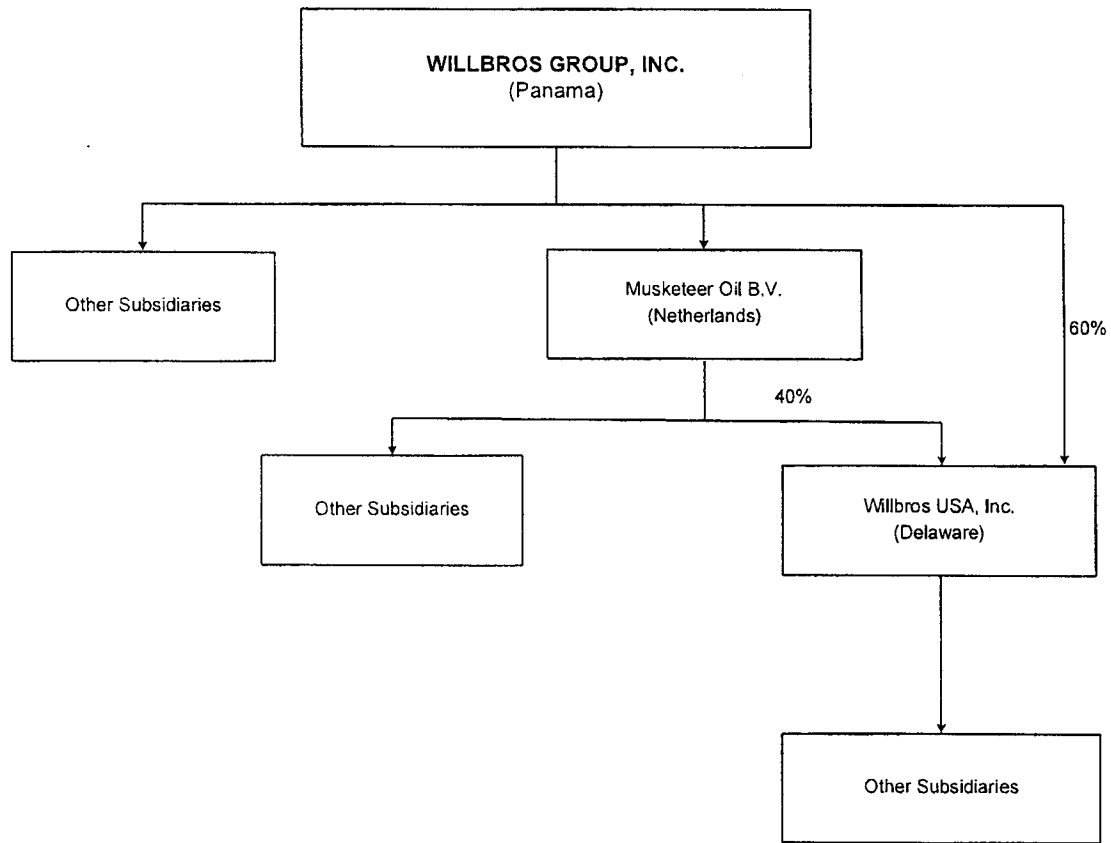 WILLBROS GROUP, INC.
(Panama)
Other Subsidiaries
Musketeer Oil B.V.
(Netherlands)
60%
40%
Other Subsidiaries
Willbros USA, Inc.
(Delaware)
Other Subsidiaries